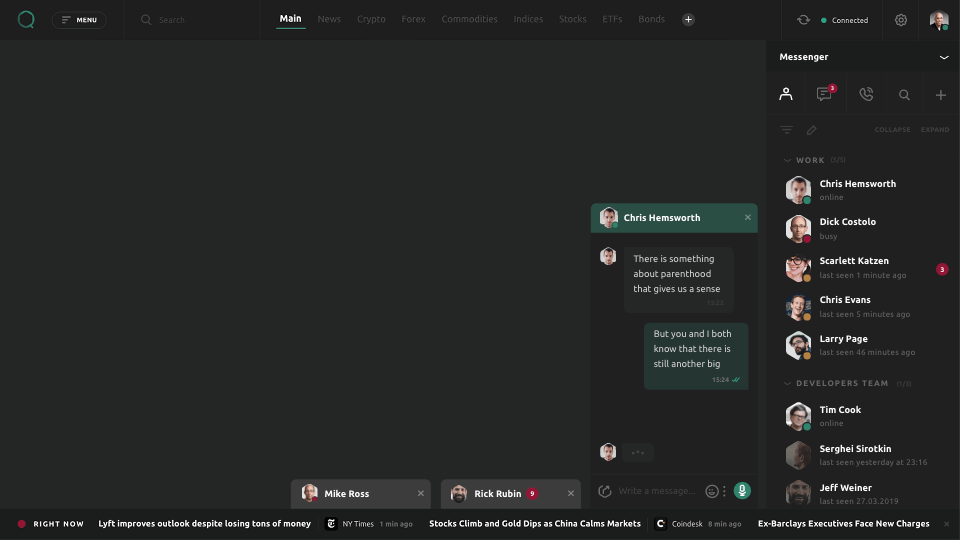 MENU
Search
Main News Crypto Forex Commodities Indices Stocks ETFs Bonds
Connected
Messenger
3
COLLAPSE EXPAND
WORK (5/5)
Chris Hemsworth
online
Dick Costolo
busy
Scarlett Katzen
last seen 1 minute ago
3
Chris Evans
last seen 5 minutes ago
Larry Page
last seen 46 minutes ago
DEVELOPERS TEAM (1/3)
Tim Cook
online
Serghei Sirotkin
last seen yesterday at 23:16
Jeff Weiner
last seen 27.03.2019
Chris Hemsworth
There is something
about parenthood
that gives us a sense
But you and I both
know that there is
still another big
15:24
Write a message...
Mike Ross
Rick Rubin 9
RIGHT NOW
Lyft improves outlook despite losing tons of money
NY Times 1 min ago
Stocks Climb and Gold Dips as China Calms Markets
Coindesk 8 min ago
Ex-Barclays Executives Face New Charges